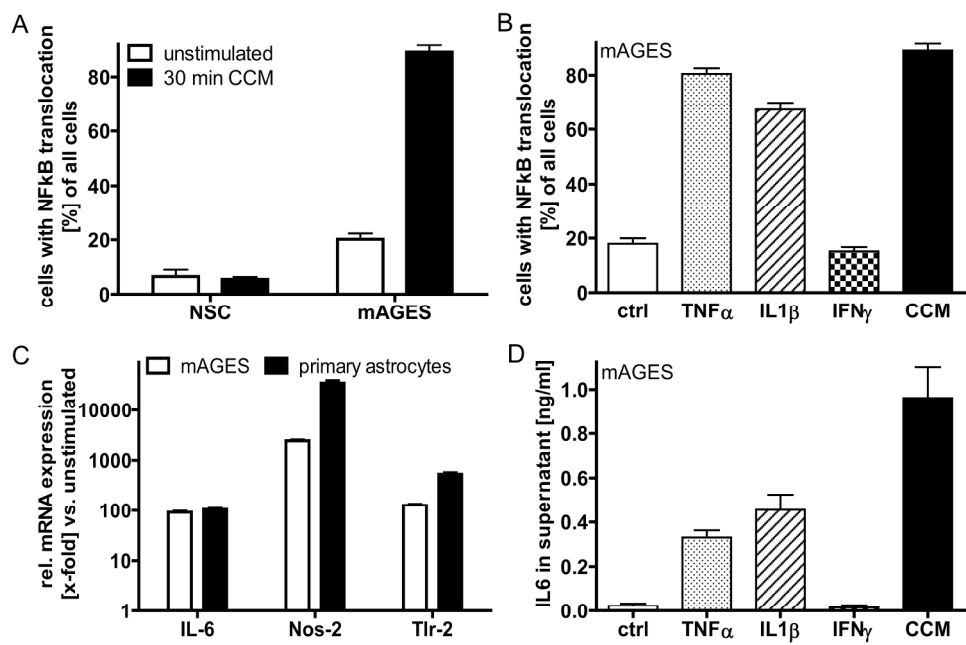 A
cells with NFkB translocation
[%] of all cells
80
60
40
20
0
unstimulated
30 min CCM
NSC mAGES
B
cells with NFkB translocation
[%] of all cells
80
60
40
20
0
mAGES
ctrl TNFα IL1β IFNγ CCM
C
rel. mRNA expression
[x-fold] vs. unstimulated
10000
1000
100
10
1
mAGES primary astrocytes
IL-6 Nos-2 Tlr-2
D
IL6 in supernatant [ng/ml]
1.0
0.8
0.6
0.4
0.2
0.0
mAGES
ctrl TNFα IL1β IFNγ CCM